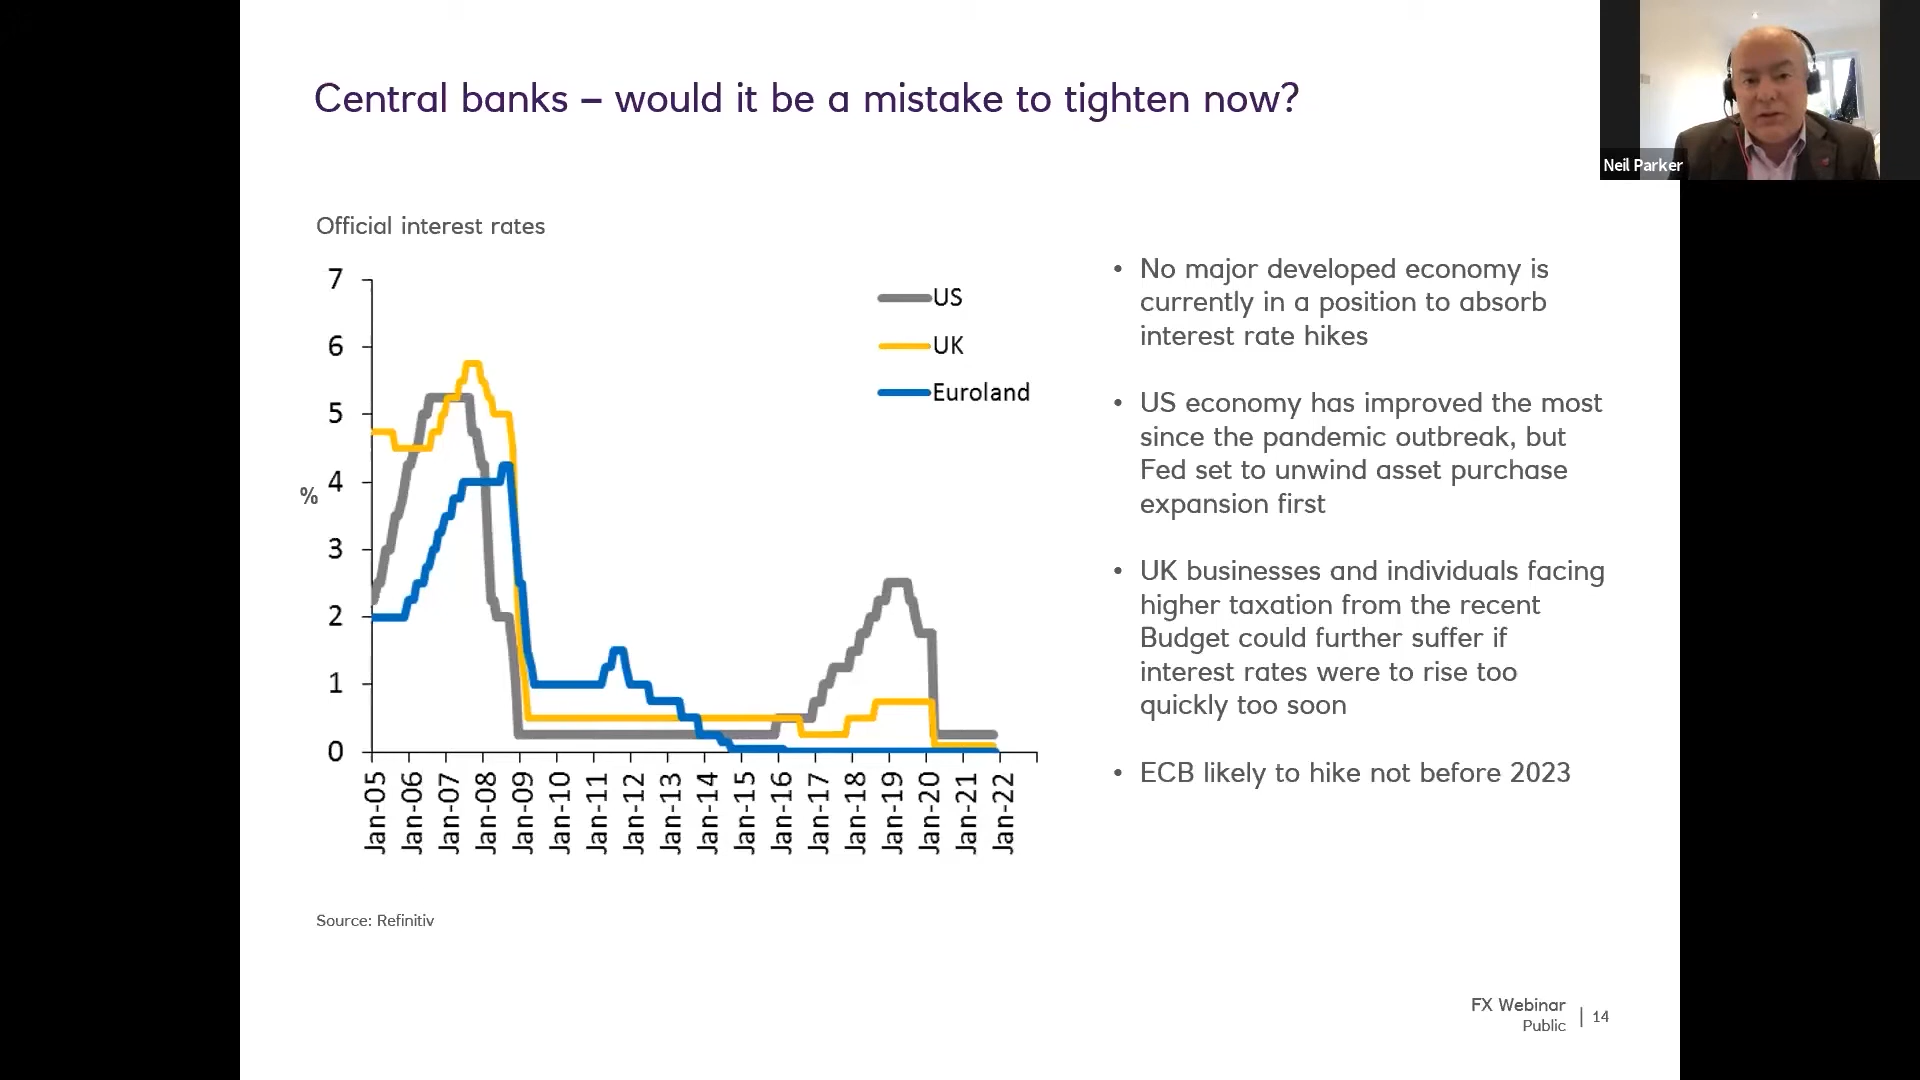 Central banks – would it be a mistake to tighten now?
Neil Parker
Official interest rates
7
6
5
4
3
2
1
0
%
US
UK
Euroland
Jan-05
Jan-06
Jan-07
Jan-08
Jan-09
Jan-10
Jan-11
Jan-12
Jan-13
Jan-14
Jan-15
Jan-16
Jan-17
Jan-18
Jan-19
Jan-20
Jan-21
Jan-22
• No major developed economy is
currently in a position to absorb
interest rate hikes
• US economy has improved the most
since the pandemic outbreak, but
Fed set to unwind asset purchase
expansion first
• UK businesses and individuals facing
higher taxation from the recent
Budget could further suffer if
interest rates were to rise too
quickly too soon
• ECB likely to hike not before 2023
Source: Refinitiv
FX Webinar
Public | 14